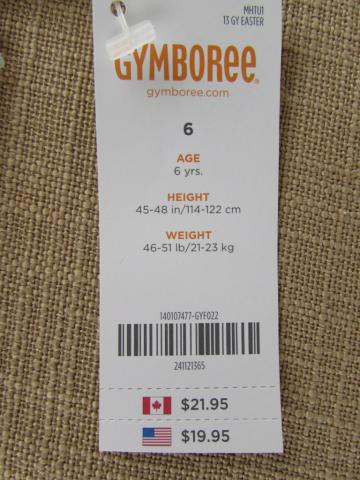 MHTU1
13 GY EASTER
GYMBOREE®
gymboree.com
6
AGE
6 yrs.
HEIGHT
45-48 in/114-122 cm
WEIGHT
46-51 lb/21-23 kg
140107477-GYF022
241121365
$21.95
$19.95